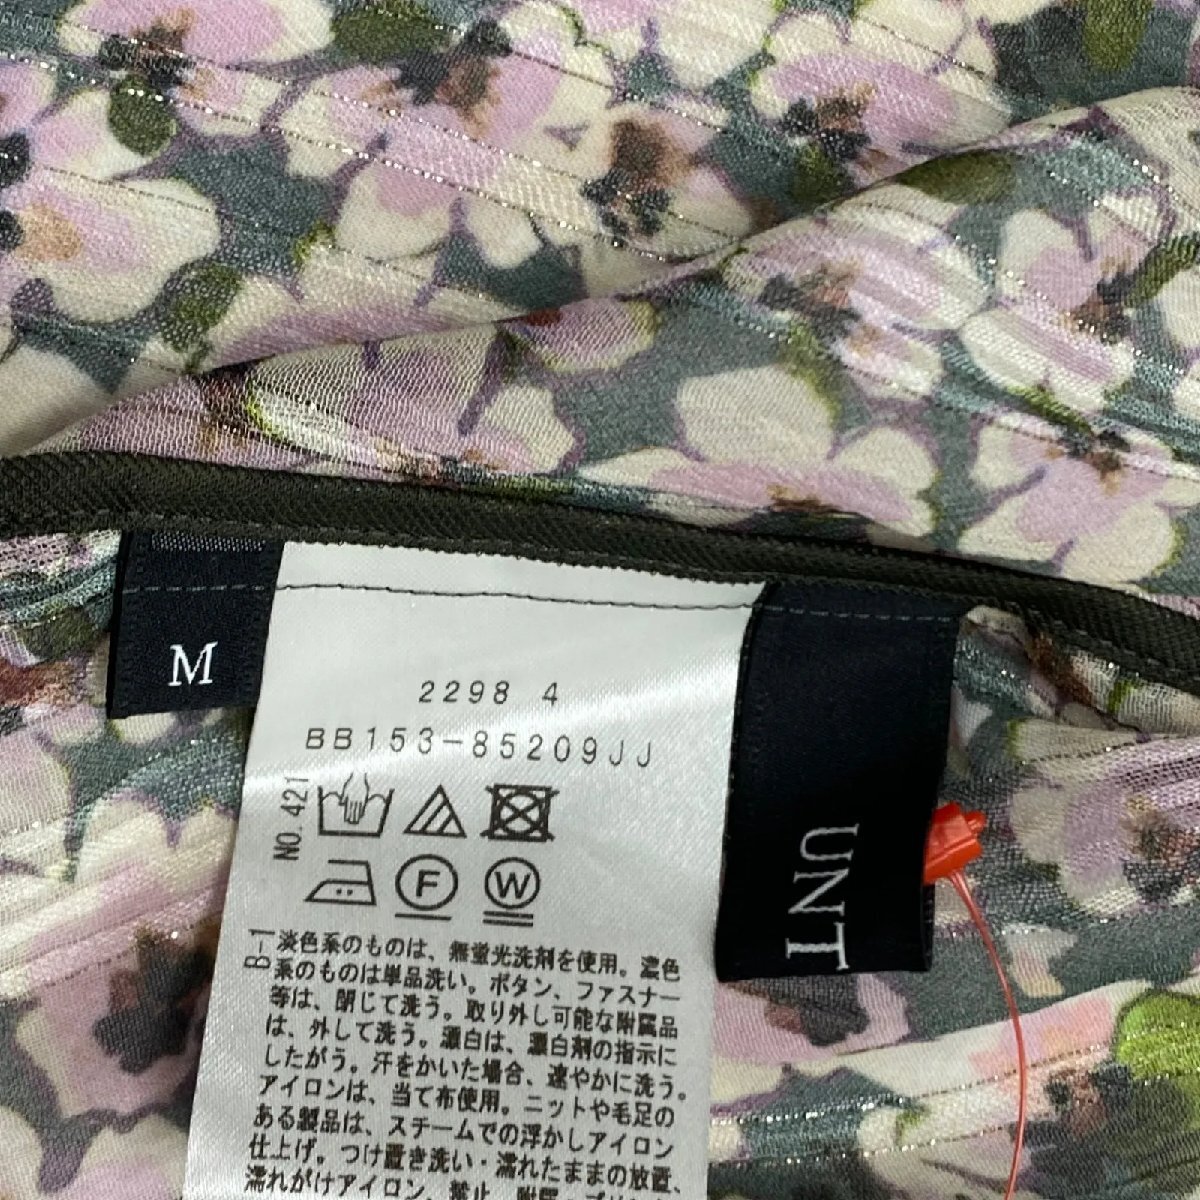 M
2298 4
BB153-85209JJ
NO. 421
F
W
B-1
淡色系のものは、無蛍光洗剤を使用。濃色
系のものは単品洗い。ボタン、ファスナー
等は、閉じて洗う。取り外し可能な附属品
は、外して洗う。漂白は、漂白剤の指示に
したがう。汗をかいた場合、速やかに洗う。
アイロンは、当て布使用。ニットや毛足の
ある製品は、スチームでの浮かしアイロン
仕上げ。つけ置き洗い・濡れたままの放置、
濡れがけアイロン、禁止。附属・プリ
UNT